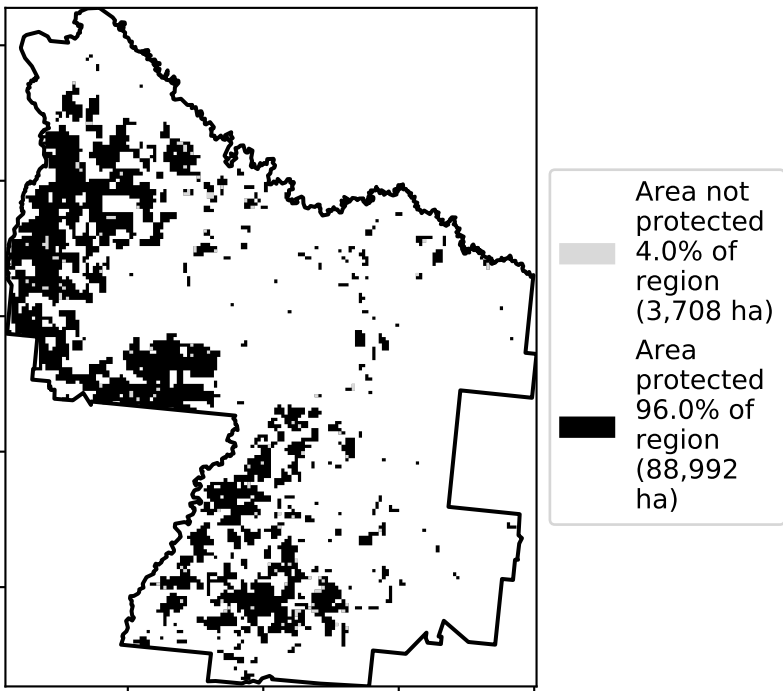 Area not
protected
4.0% of
region
(3,708 ha)
Area
protected
96.0% of
region
(88,992
ha)